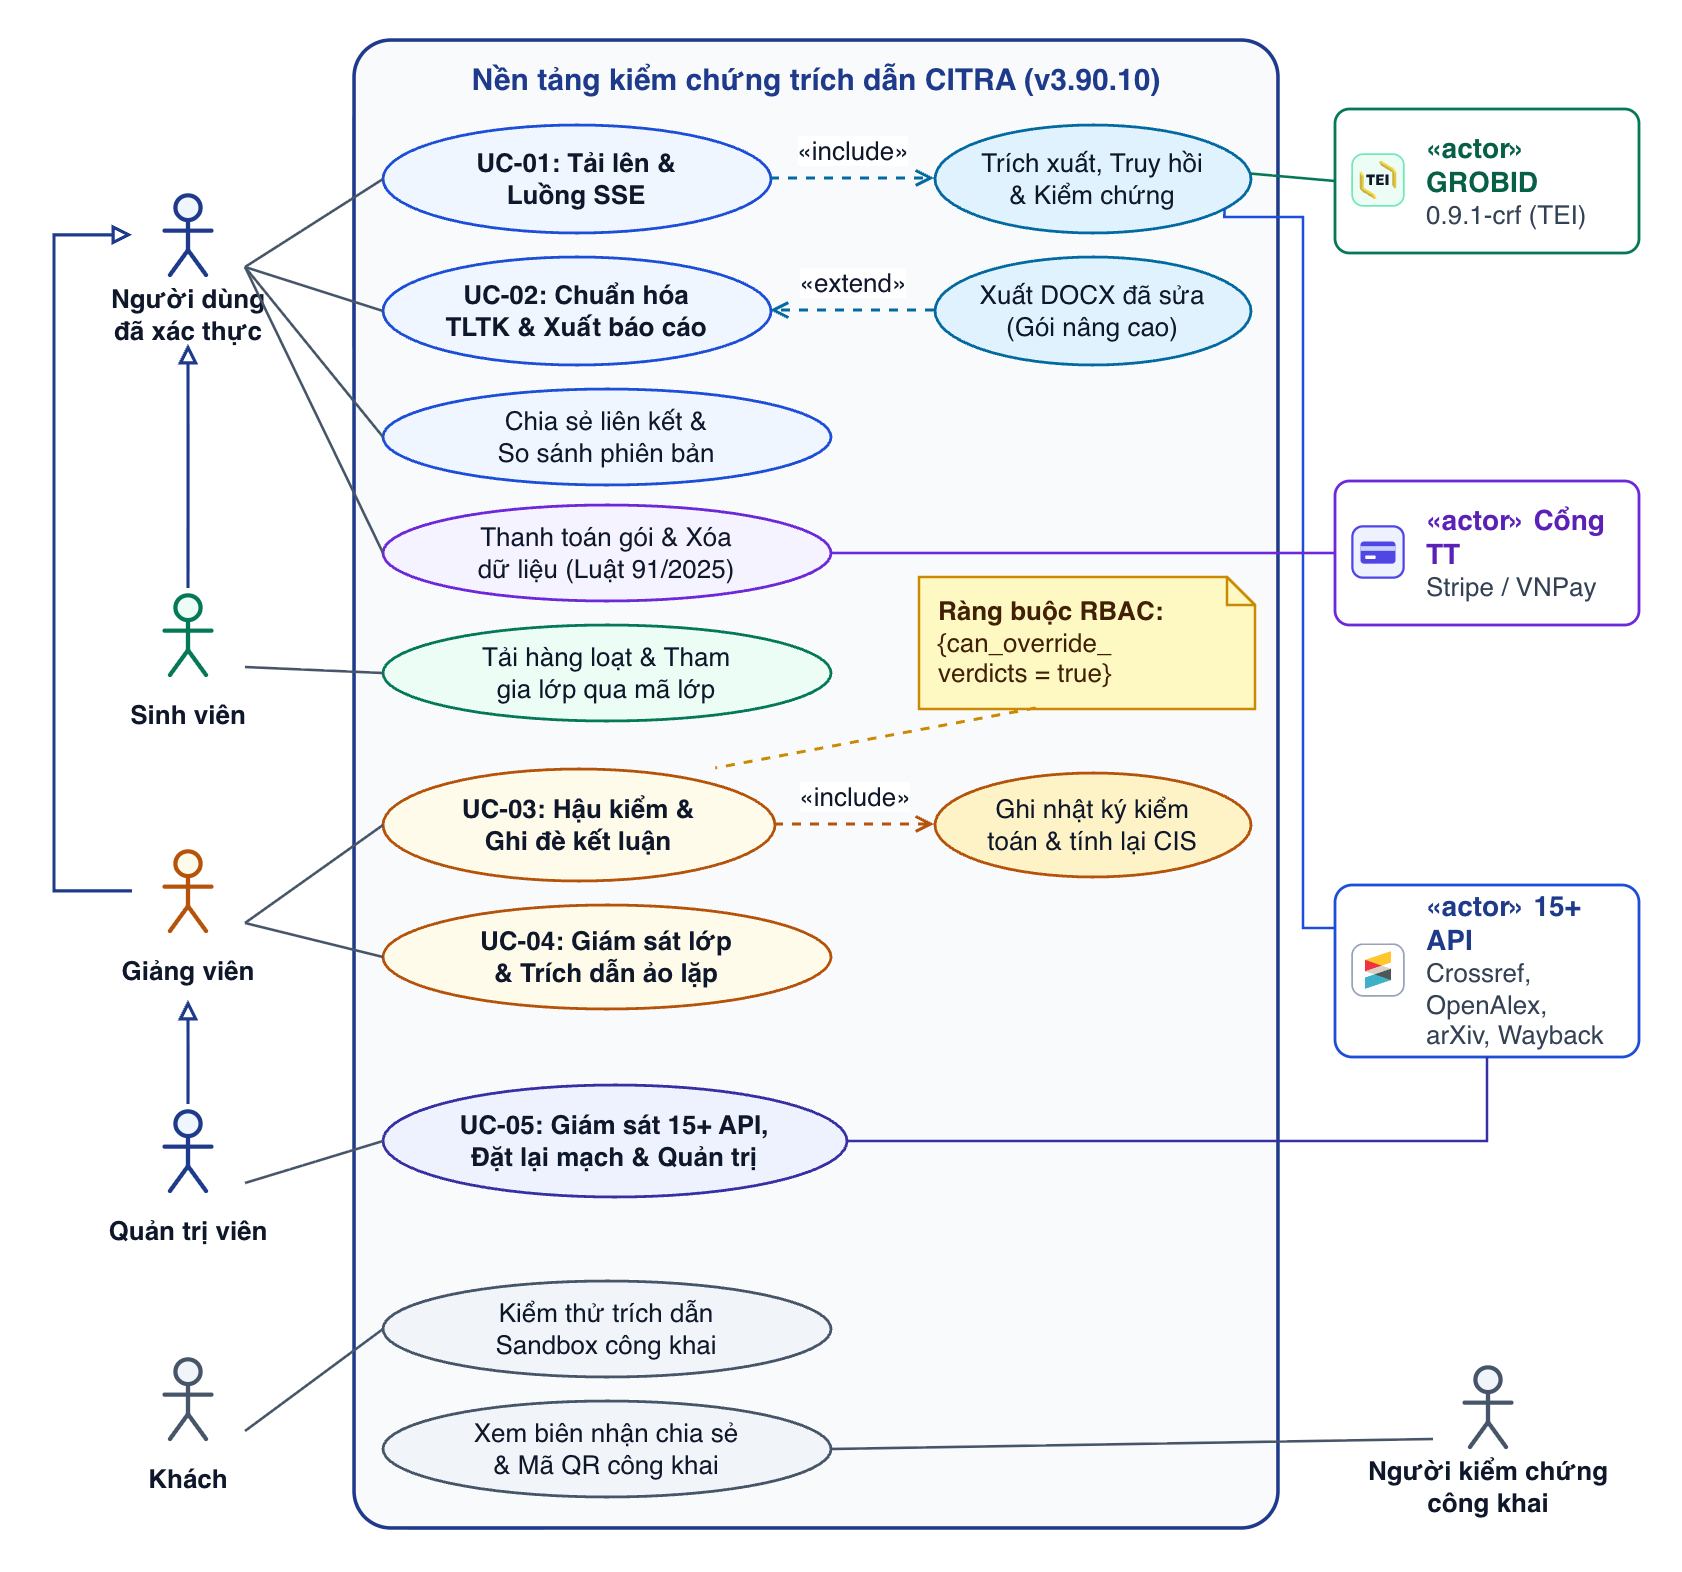 Nền tảng kiểm chứng trích dẫn CITRA (v3.90.10)
UC-01: Tải lên &
Luồng SSE
«include»
Trích xuất, Truy hồi
& Kiểm chứng
«actor»
GROBID
0.9.1-crf (TEI)
TEI
Người dùng
đã xác thực
UC-02: Chuẩn hóa
TLTK & Xuất báo cáo
«extend»
Xuất DOCX đã sửa
(Gói nâng cao)
Chia sẻ liên kết &
So sánh phiên bản
Thanh toán gói & Xóa
dữ liệu (Luật 91/2025)
«actor» Cổng
TT
Stripe / VNPay
Ràng buộc RBAC:
{can_override_
verdicts = true}
Tải hàng loạt & Tham
gia lớp qua mã lớp
Sinh viên
UC-03: Hậu kiểm &
Ghi đè kết luận
«include»
Ghi nhật ký kiểm
toán & tính lại CIS
Giảng viên
UC-04: Giám sát lớp
& Trích dẫn ảo lặp
«actor» 15+
API
Crossref,
OpenAlex,
arXiv, Wayback
UC-05: Giám sát 15+ API,
Đặt lại mạch & Quản trị
Quản trị viên
Kiểm thử trích dẫn
Sandbox công khai
Khách
Xem biên nhận chia sẻ
& Mã QR công khai
Người kiểm chứng
công khai